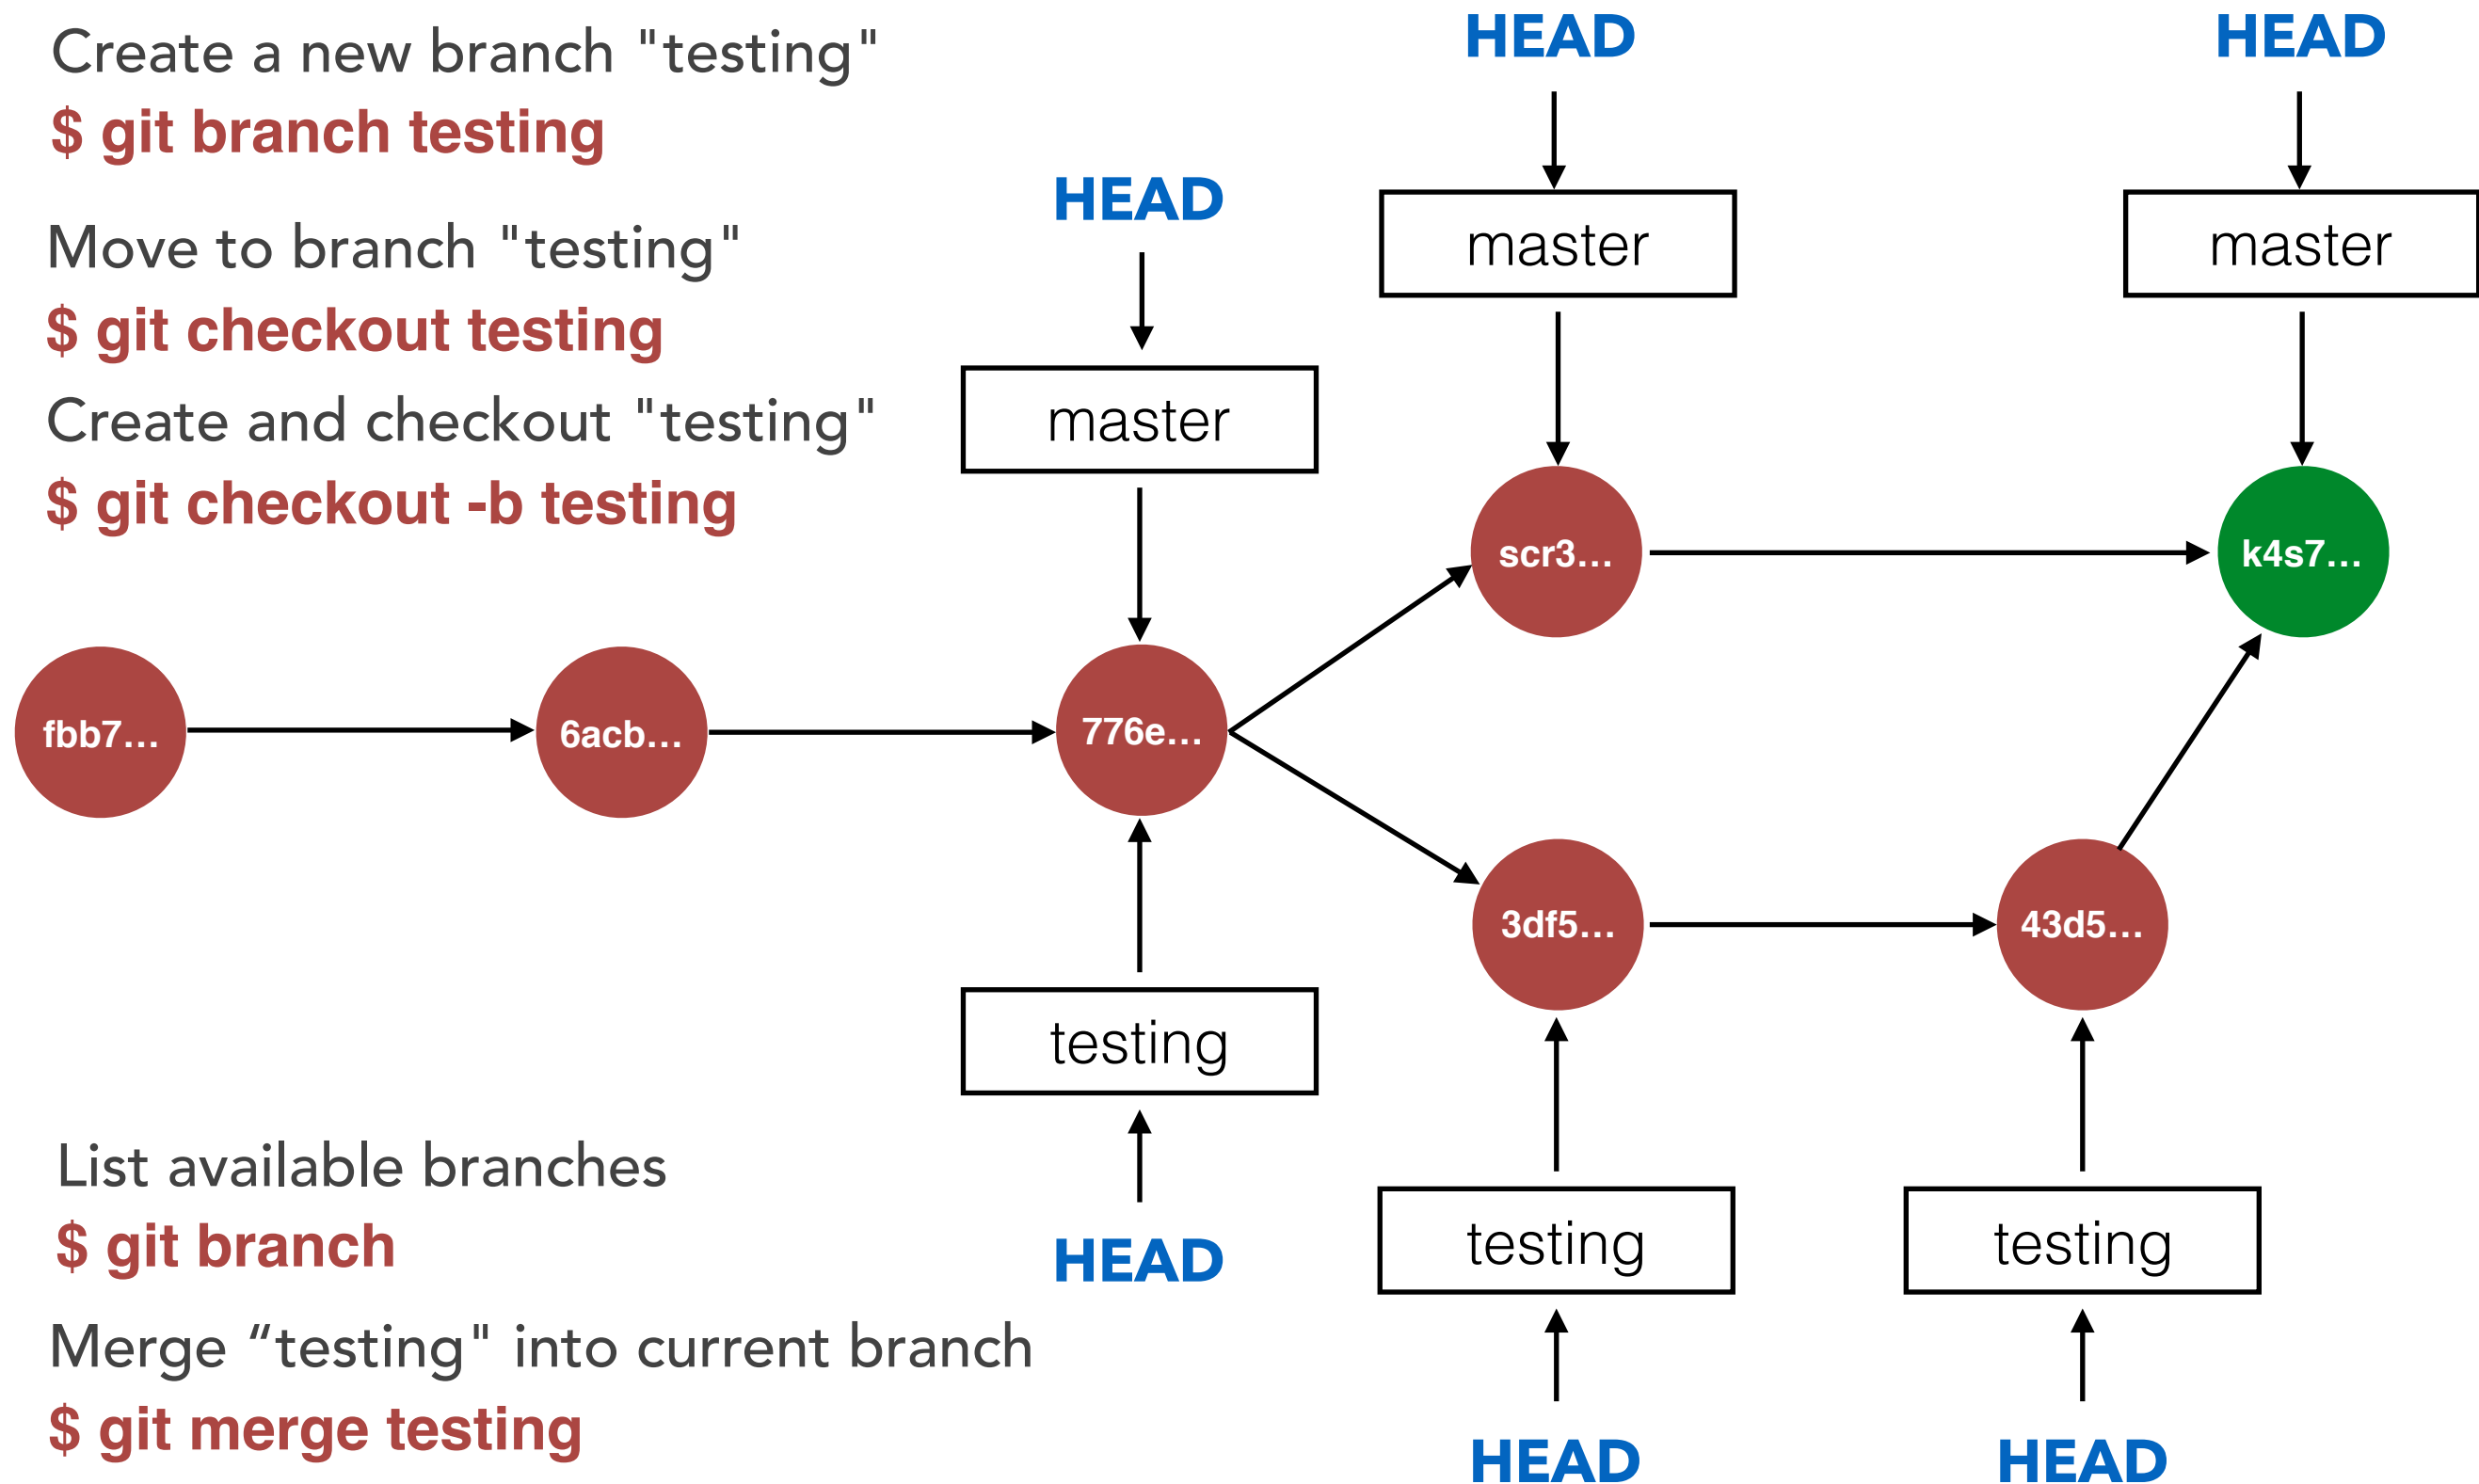 Create a new branch "testing"
$ git branch testing
Move to branch "testing"
$ git checkout testing
Create and checkout "testing"
$ git checkout -b testing
HEAD
HEAD
HEAD
master
master
master
scr3...
k4s7...
fbb7...
6acb...
776e...
3df5...
43d5...
testing
testing
testing
HEAD
HEAD
HEAD
List available branches
$ git branch
Merge “testing" into current branch
$ git merge testing